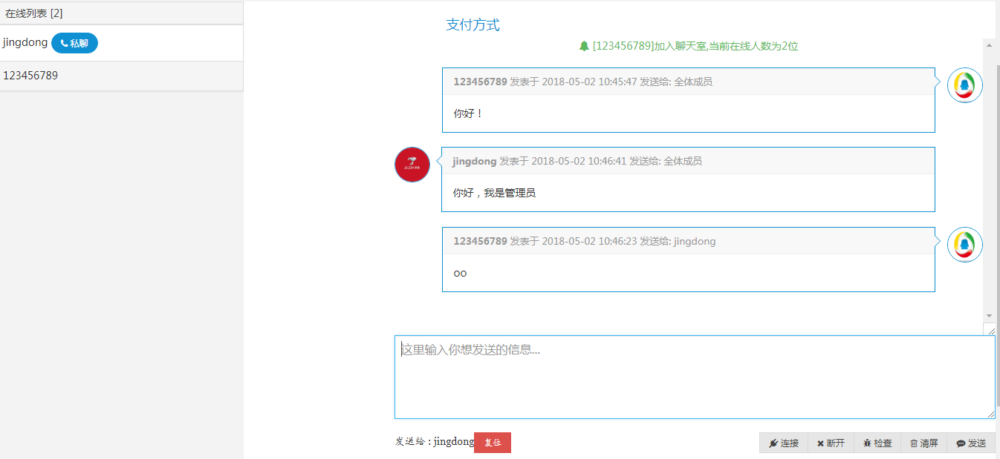 在线列表 [2]
jingdong 私聊
123456789
支付方式
[123456789]加入聊天室,当前在线人数为2位
123456789 发表于 2018-05-02 10:45:47 发送给: 全体成员
你好！
jingdong 发表于 2018-05-02 10:46:41 发送给: 全体成员
你好，我是管理员
123456789 发表于 2018-05-02 10:46:23 发送给: jingdong
oo
这里输入你想发送的信息...
发送给 : jingdong 复位
连接 断开 检查 清屏 发送